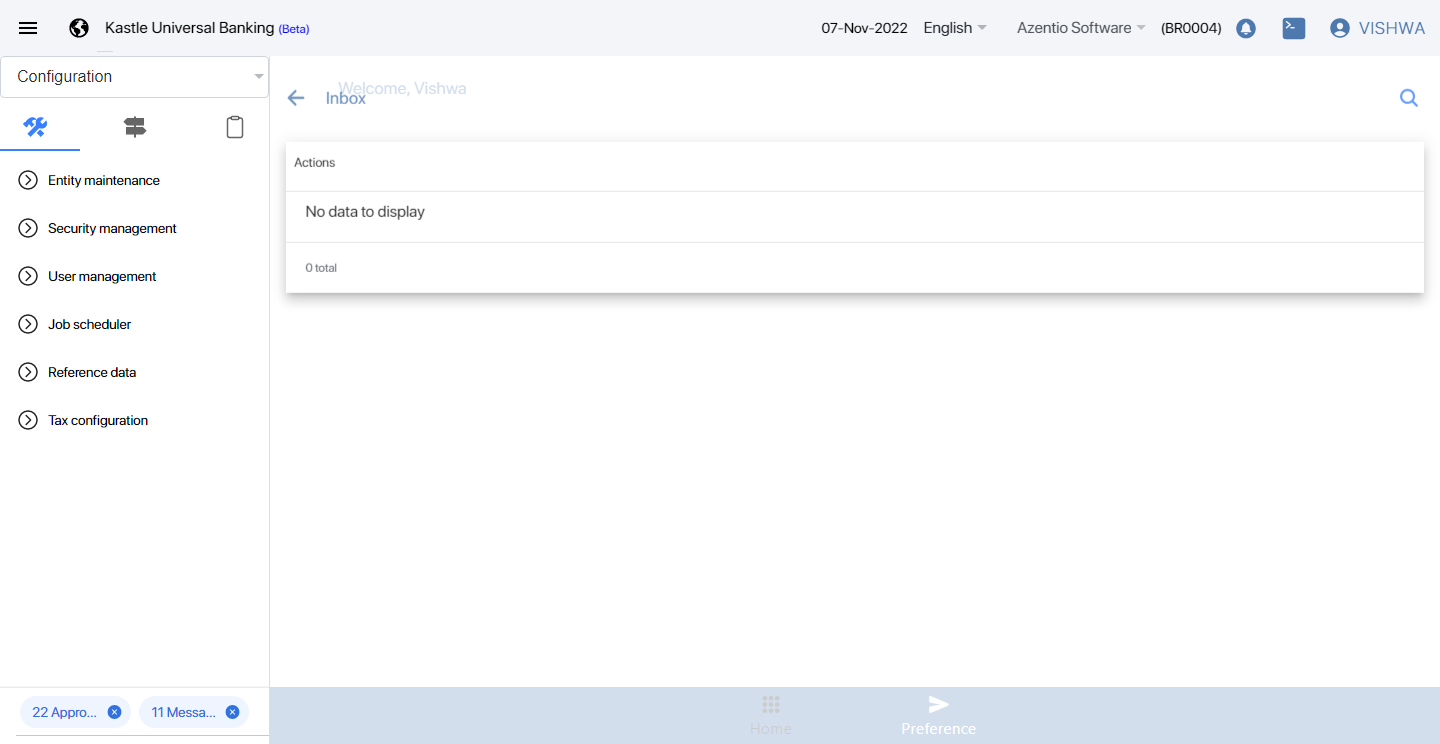 Kastle Universal Banking (Beta)
07-Nov-2022 English Azentio Software (BR0004) VISHWA
Configuration
Welcome, Vishwa
Inbox
Actions
No data to display
0 total
Entity maintenance
Security management
User management
Job scheduler
Reference data
Tax configuration
22 Appro... 11 Messa...
Home Preference